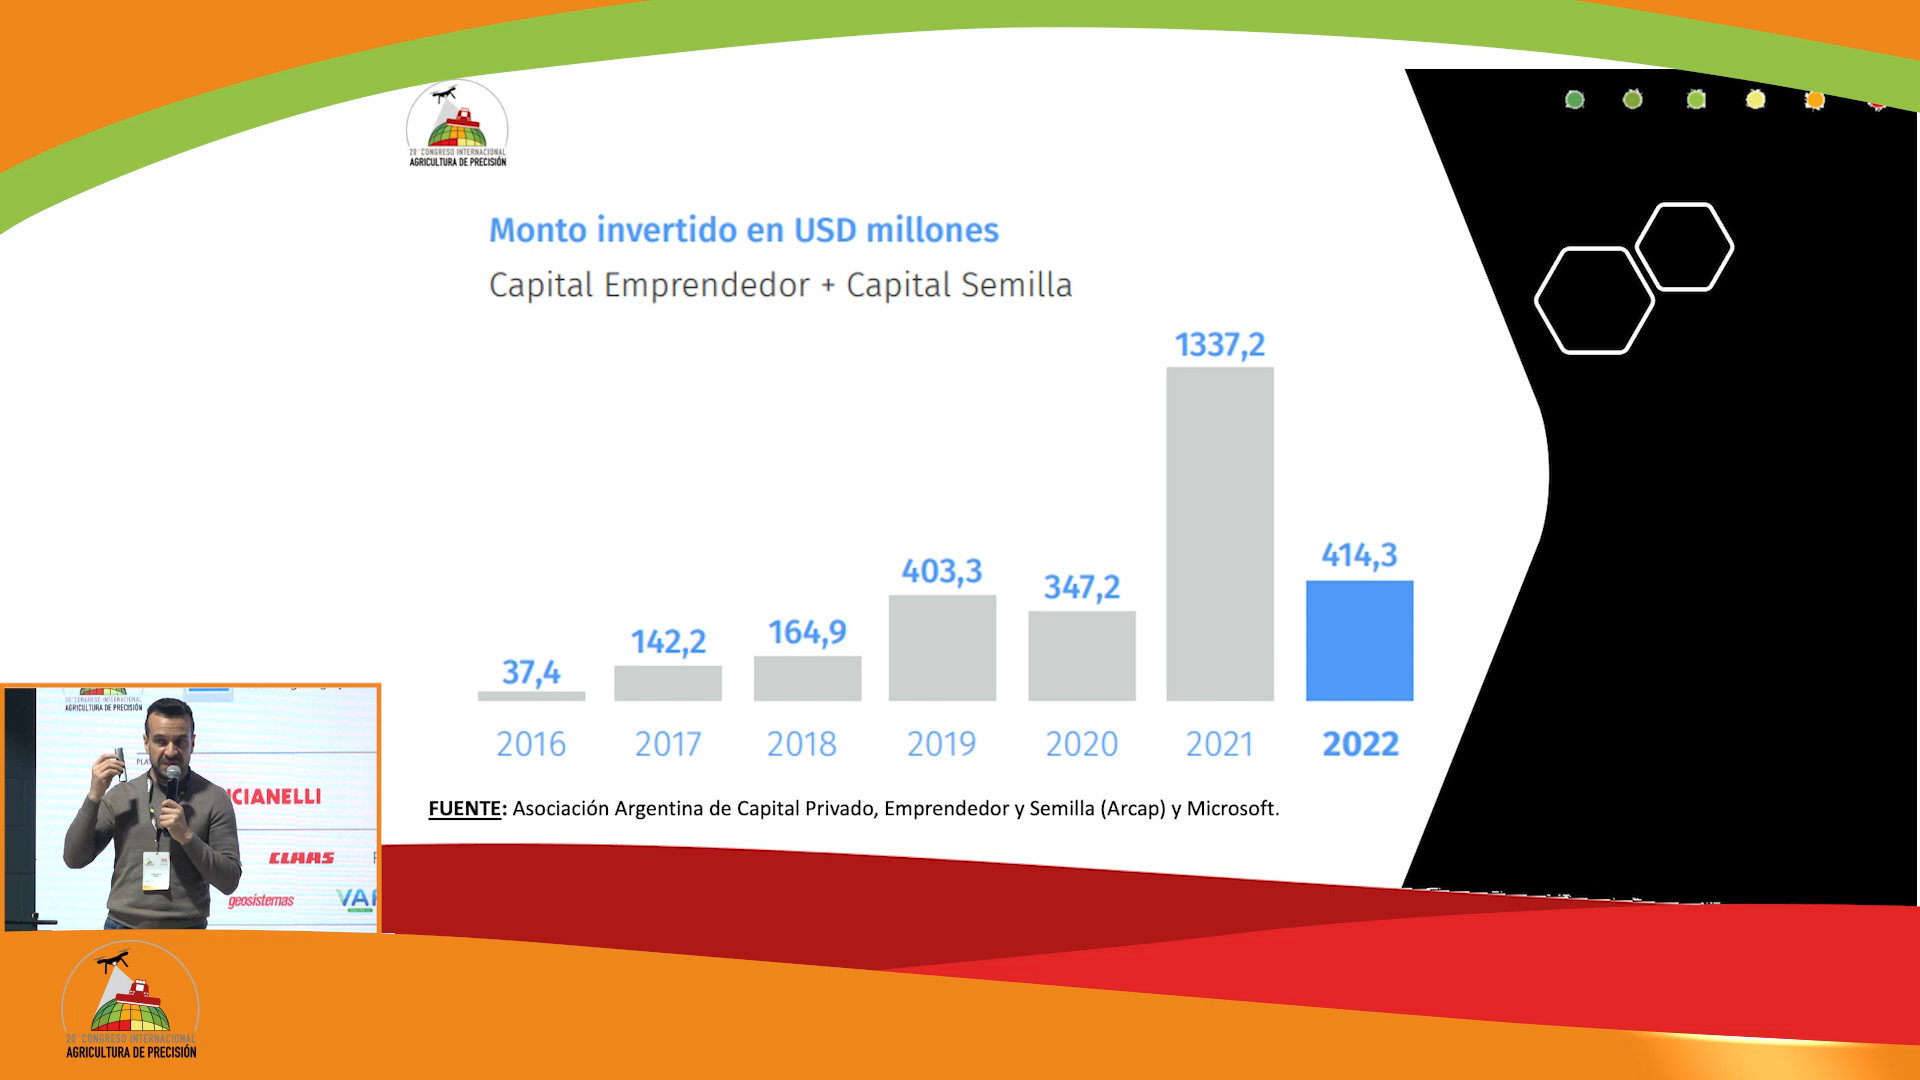 20° CONGRESO INTERNACIONAL
AGRICULTURA DE PRECISIÓN
Monto invertido en USD millones
Capital Emprendedor + Capital Semilla
37,4
142,2
164,9
403,3
347,2
1337,2
414,3
2016
2017
2018
2019
2020
2021
2022
FUENTE: Asociación Argentina de Capital Privado, Emprendedor y Semilla (Arcap) y Microsoft.
20° CONGRESO INTERNACIONAL
AGRICULTURA DE PRECISIÓN
CIANELLI
CLAAS
geosistemas
20° CONGRESO INTERNACIONAL
AGRICULTURA DE PRECISIÓN